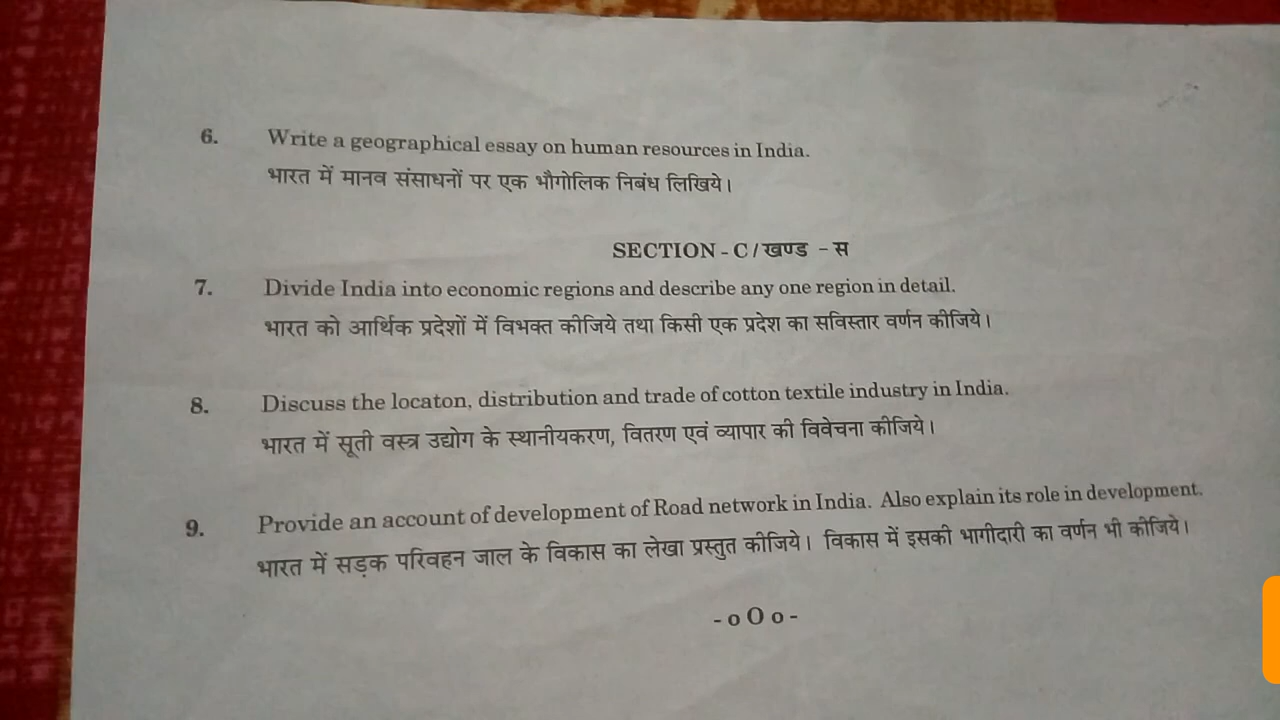 6. Write a geographical essay on human resources in India.
भारत में मानव संसाधनों पर एक भौगोलिक निबंध लिखिये।
SECTION - C / खण्ड - स
7. Divide India into economic regions and describe any one region in detail.
भारत को आर्थिक प्रदेशों में विभक्त कीजिये तथा किसी एक प्रदेश का सविस्तार वर्णन कीजिये।
8. Discuss the locaton, distribution and trade of cotton textile industry in India.
भारत में सूती वस्त्र उद्योग के स्थानीयकरण, वितरण एवं व्यापार की विवेचना कीजिये।
9. Provide an account of development of Road network in India. Also explain its role in development.
भारत में सड़क परिवहन जाल के विकास का लेखा प्रस्तुत कीजिये। विकास में इसकी भागीदारी का वर्णन भी कीजिये।
- o O o -